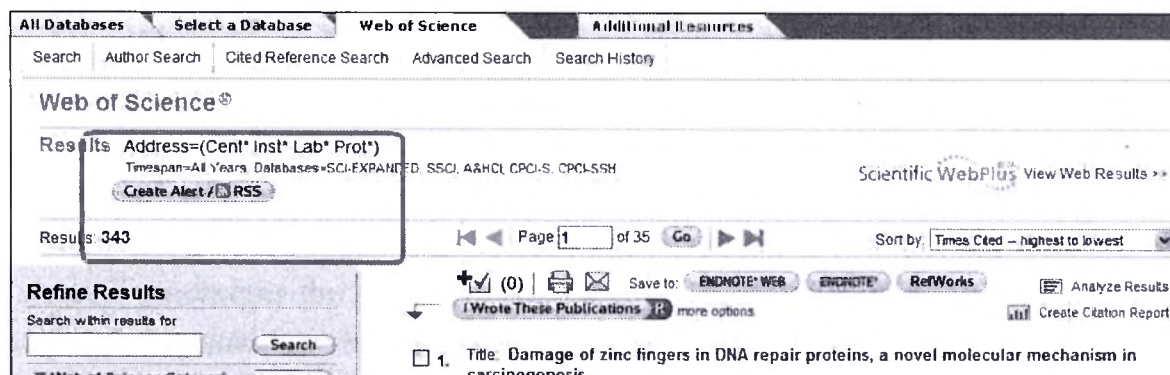 All Databases Select a Database Web of Science Additional Resources
Search Author Search Cited Reference Search Advanced Search Search History
Web of Science®
Results Address=(Cent* Inst* Lab* Prot*)
Timespan=All Years. Databases=SCI-EXPANDED, SSCI, A&HCI, CPCI-S, CPCI-SSH.
Scientific WebPlus View Web Results >>
Create Alert / RSS
Results: 343 Page 1 of 35 Go Sort by: Times Cited -- highest to lowest
Refine Results
(0) Save to: ENDNOTE® WEB ENDNOTE® RefWorks Analyze Results
Search within results for
I Wrote These Publications R more options Create Citation Report
Search
1. Title: Damage of zinc fingers in DNA repair proteins, a novel molecular mechanism in
carcinogenesis